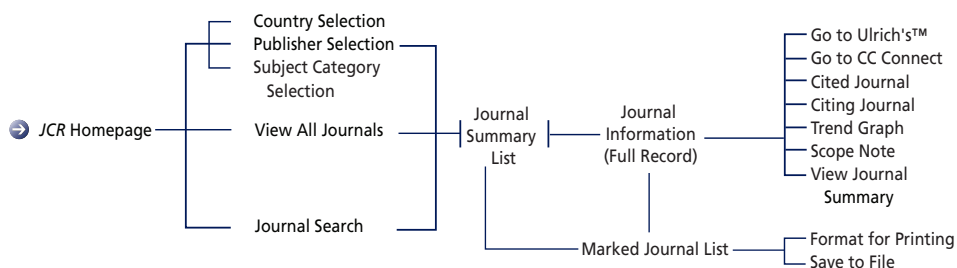 JCR Homepage
Country Selection
Publisher Selection
Subject Category
Selection
View All Journals
Journal Search
Journal
Summary
List
Journal
Information
(Full Record)
Marked Journal List
Go to Ulrich's™
Go to CC Connect
Cited Journal
Citing Journal
Trend Graph
Scope Note
View Journal
Summary
Format for Printing
Save to File